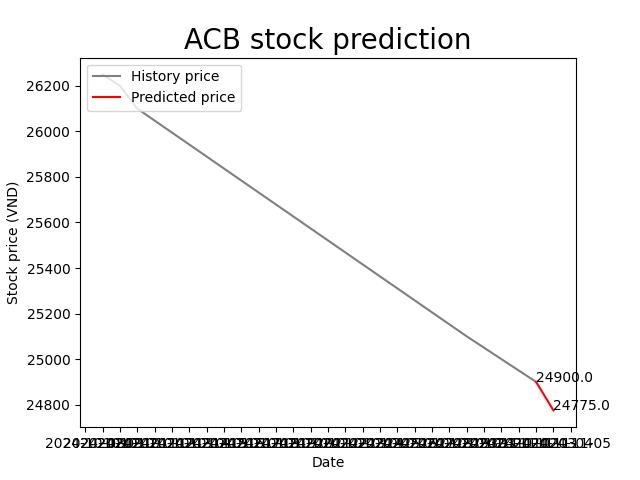 ACB stock prediction
History price
Predicted price
26200
26000
25800
25600
25400
25200
25000
24800
Stock price (VND)
24900.0
24775.0
Date